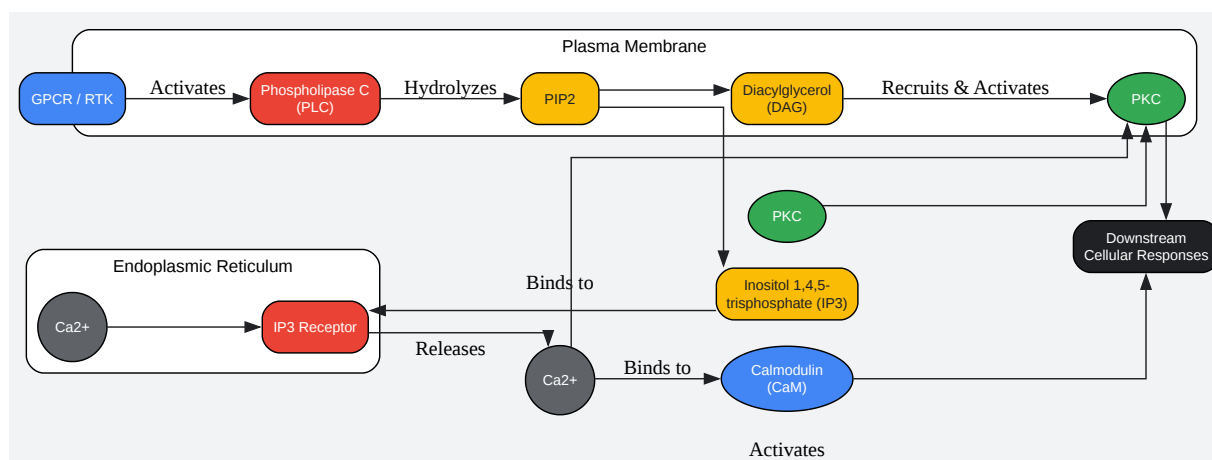 Plasma Membrane
GPCR / RTK
Activates
Phospholipase C
(PLC)
Hydrolyzes
PIP2
Diacylglycerol
(DAG)
Recruits & Activates
PKC
PKC
Downstream
Cellular Responses
Endoplasmic Reticulum
Ca2+
IP3 Receptor
Binds to
Inositol 1,4,5-
trisphosphate (IP3)
Releases
Ca2+
Binds to
Calmodulin
(CaM)
Activates